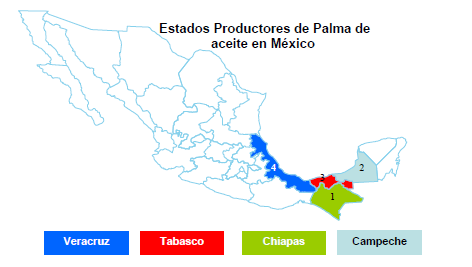 Estados Productores de Palma de
aceite en México
2
3
4
1
Veracruz
Tabasco
Chiapas
Campeche